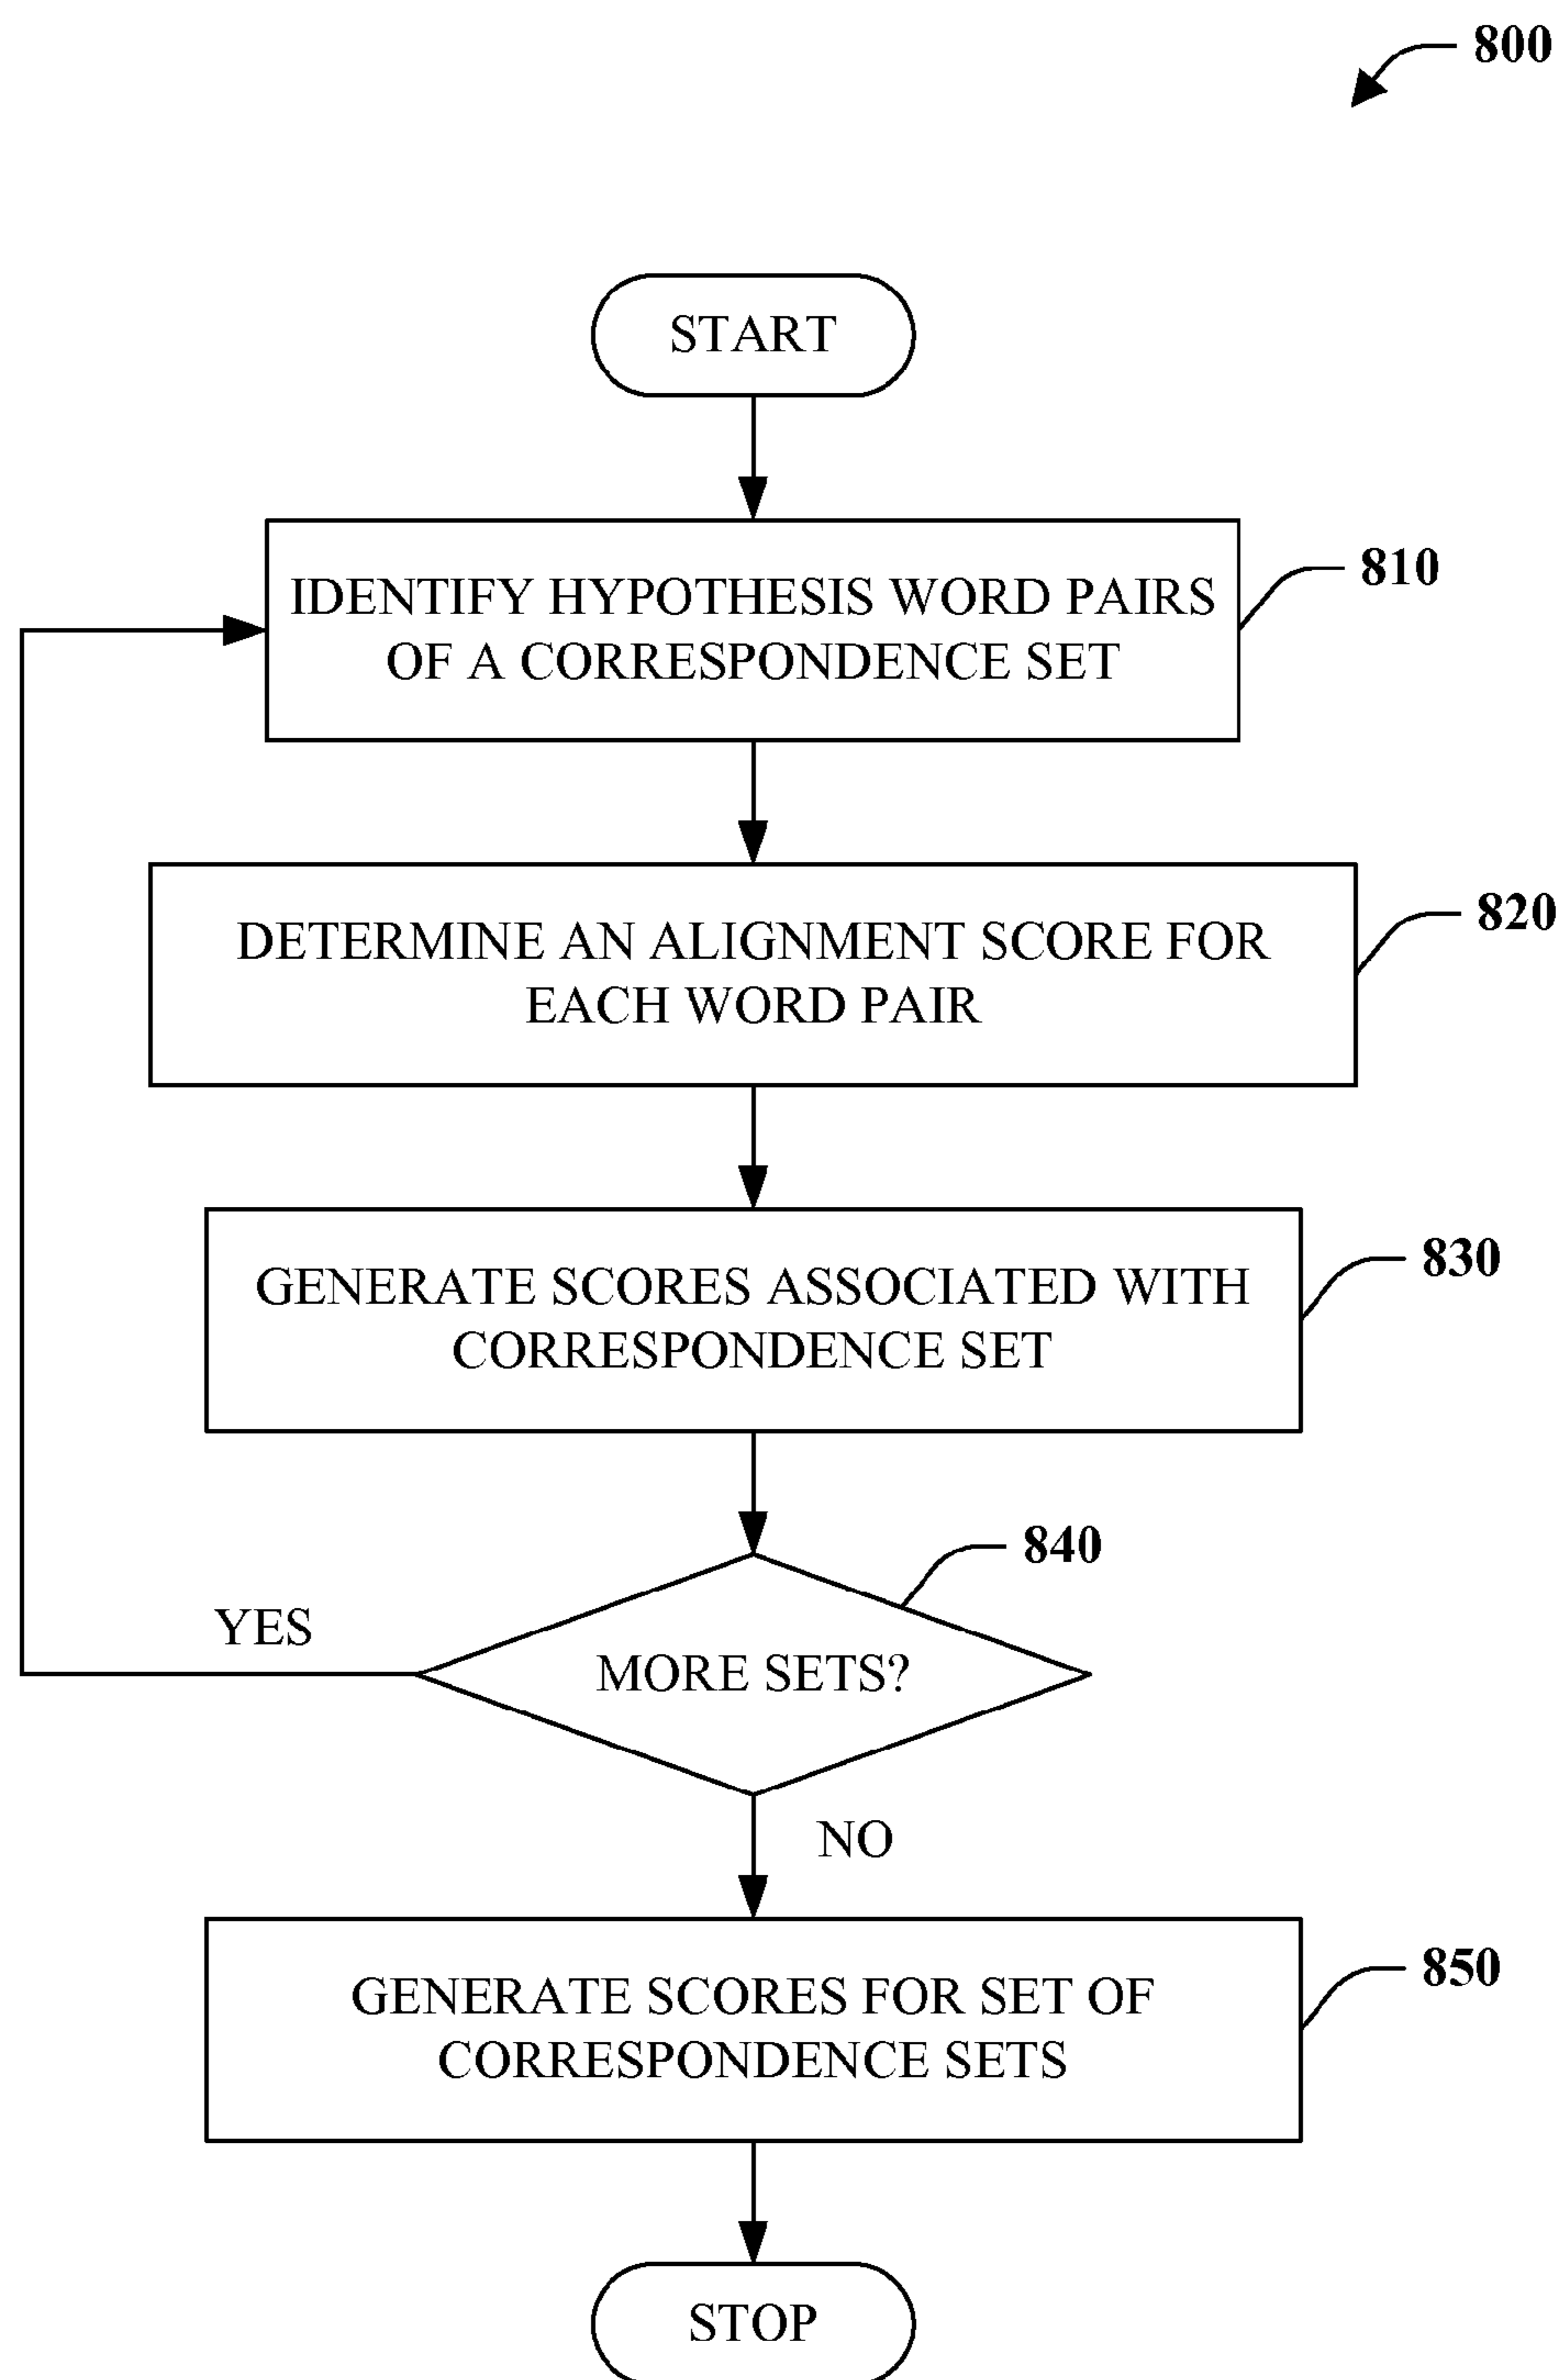 800
START
IDENTIFY HYPOTHESIS WORD PAIRS
OF A CORRESPONDENCE SET
810
DETERMINE AN ALIGNMENT SCORE FOR
EACH WORD PAIR
820
GENERATE SCORES ASSOCIATED WITH
CORRESPONDENCE SET
830
840
MORE SETS?
YES
NO
GENERATE SCORES FOR SET OF
CORRESPONDENCE SETS
850
STOP